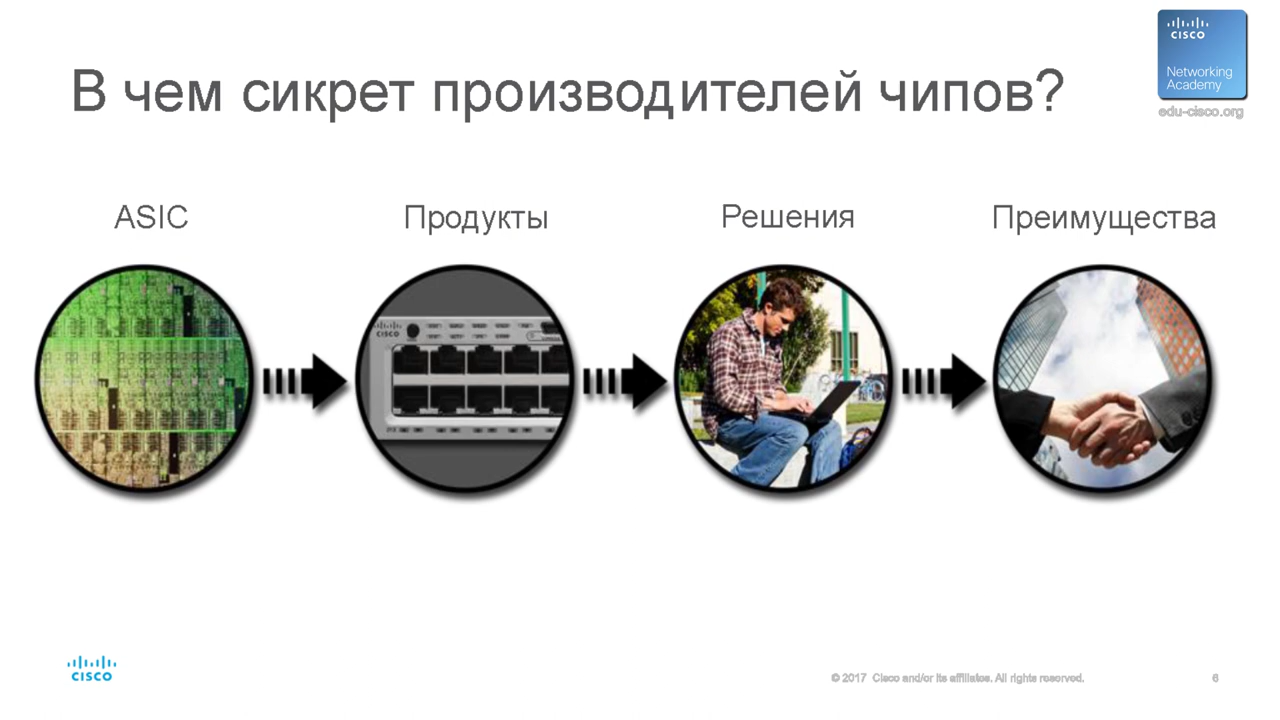 CISCO
Networking
Academy
edu-cisco.org
В чем сикрет производителей чипов?
ASIC
Продукты
Решения
Преимущества
CISCO
CISCO
© 2017 Cisco and/or its affiliates. All rights reserved.
6